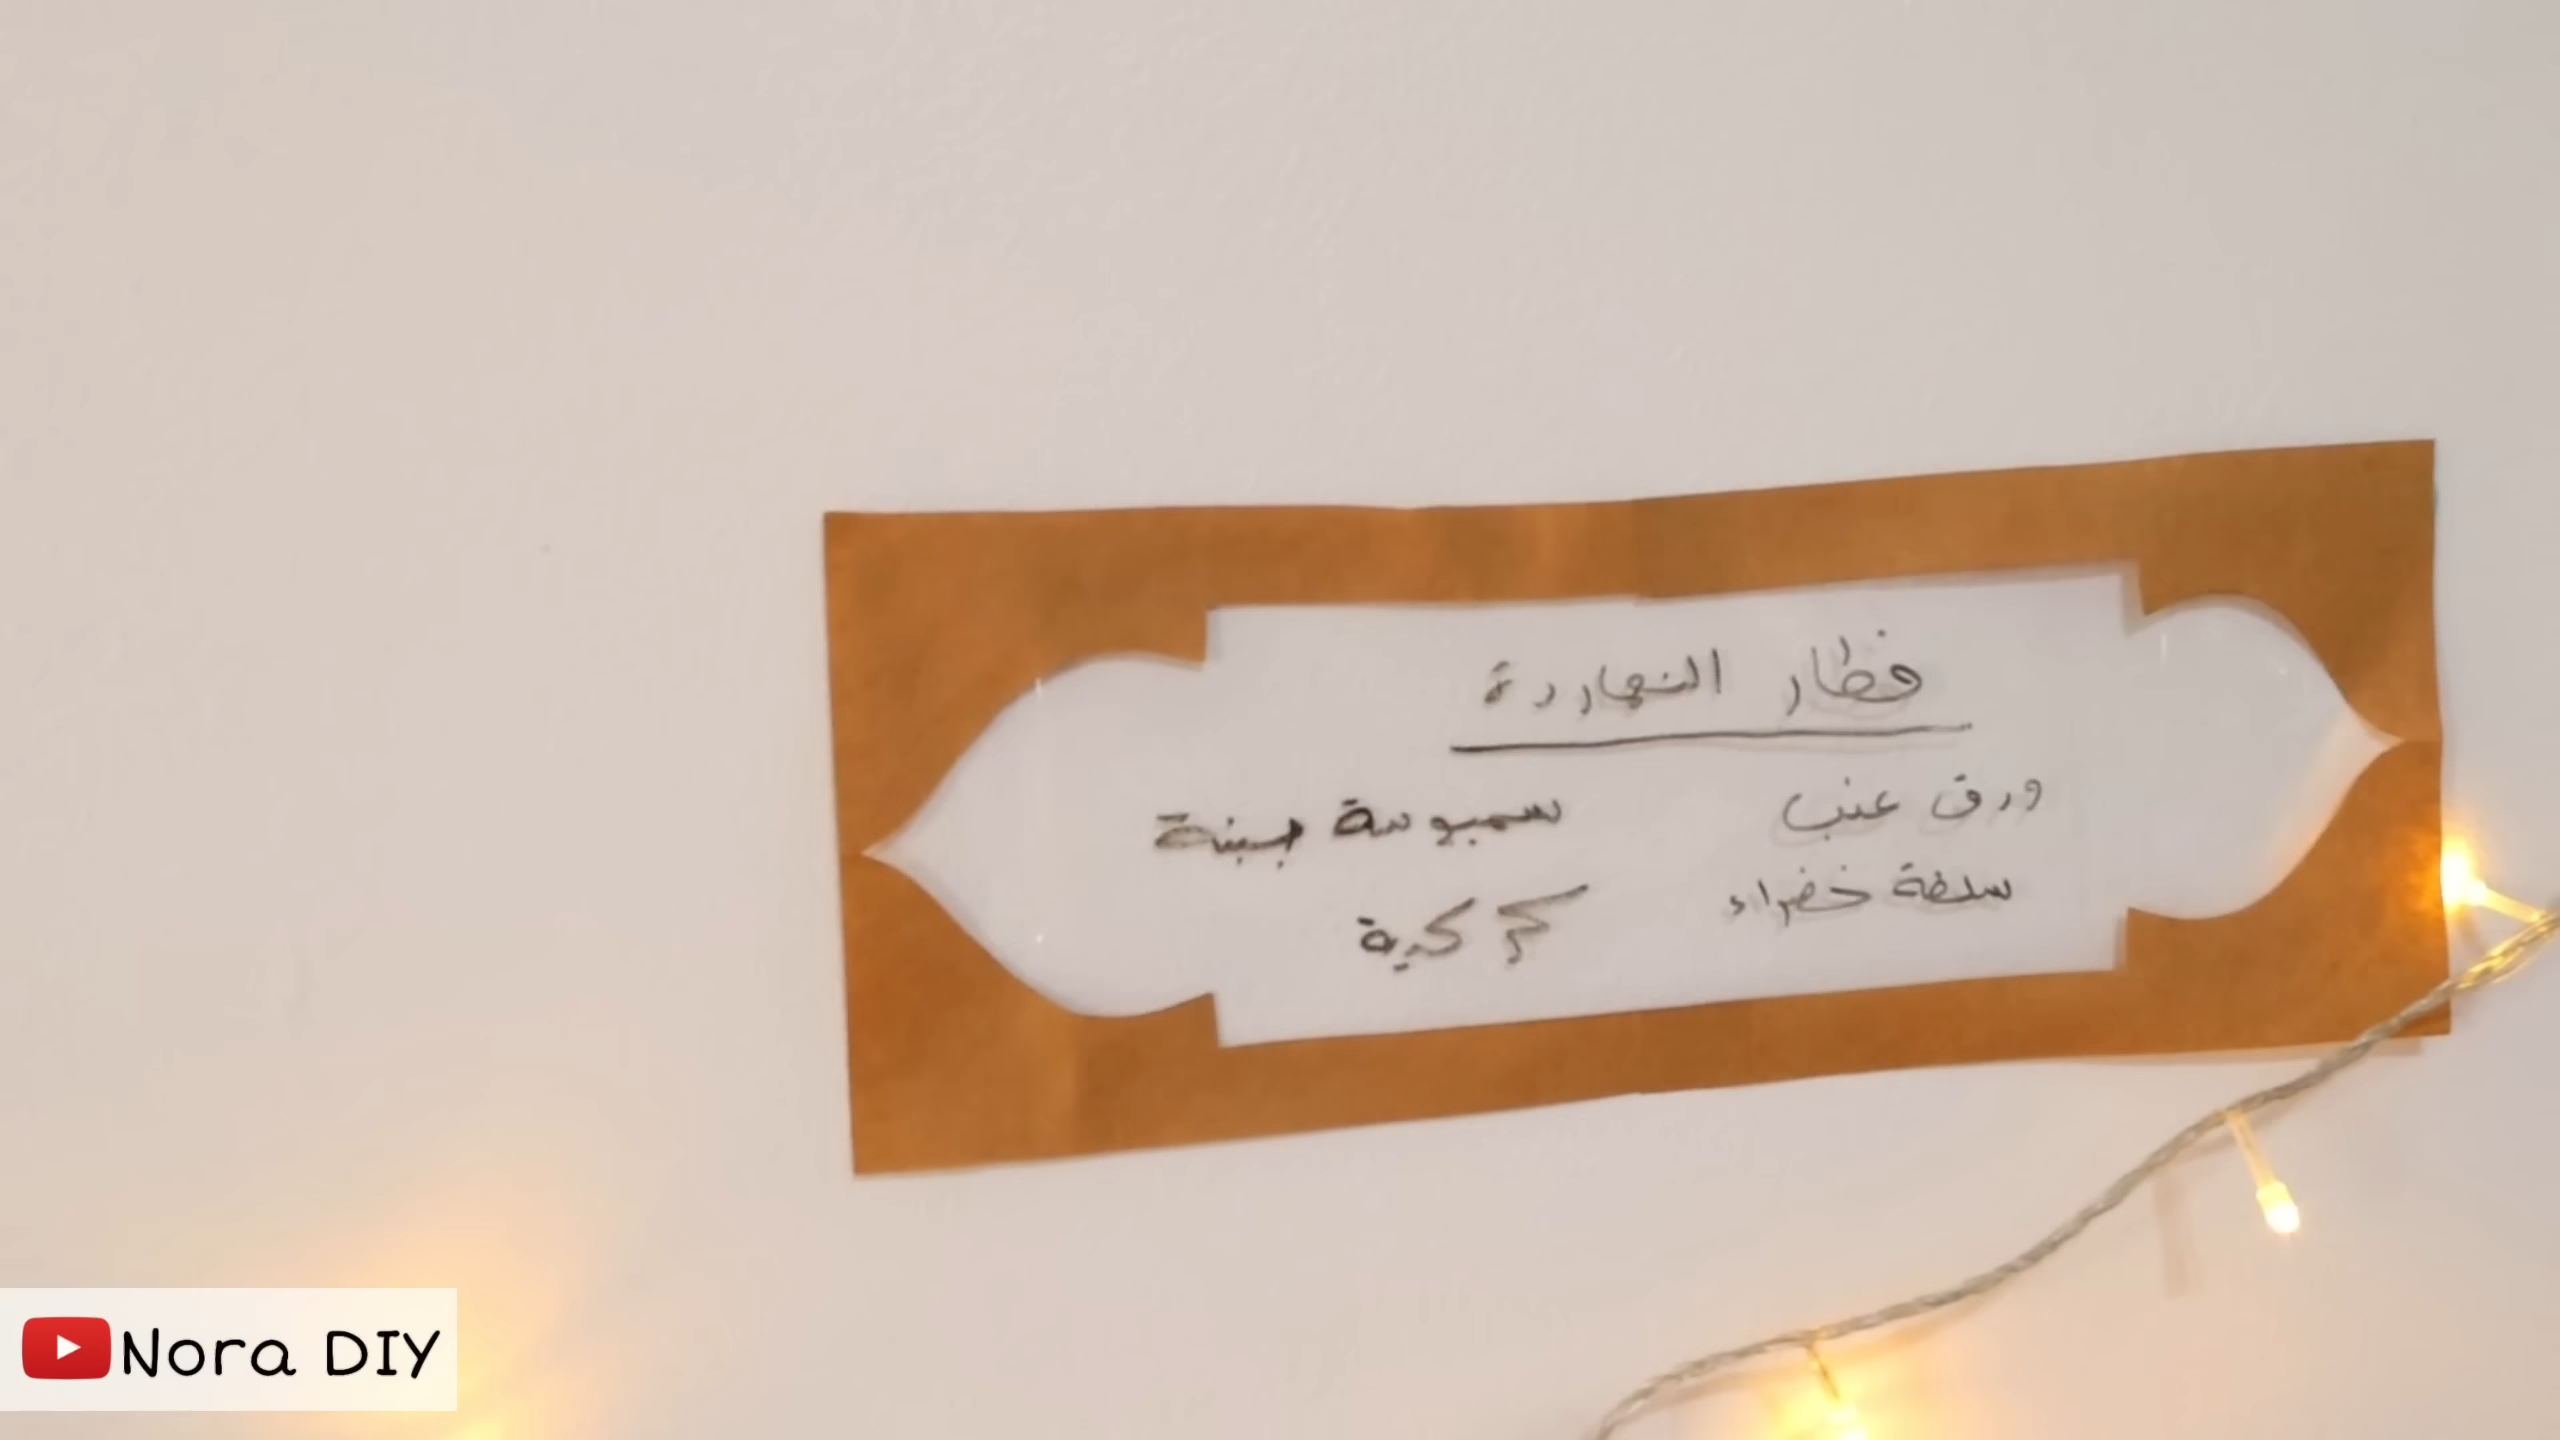 فطار النهاردة
ورق عنب
سمبوسة جبنة
سلطة خضراء
كركدية
Nora DIY